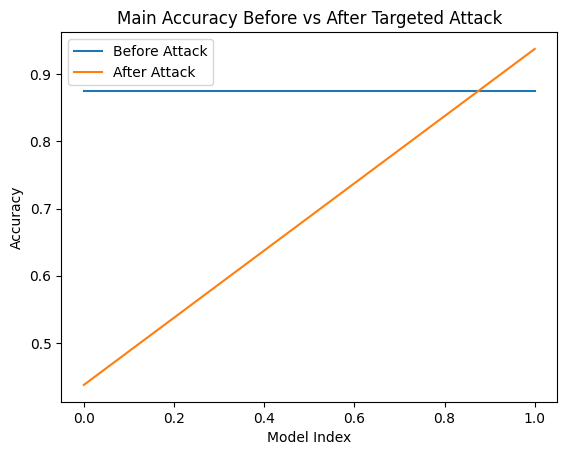 Main Accuracy Before vs After Targeted Attack
Before Attack
After Attack
0.9
0.8
0.7
0.6
0.5
Accuracy
0.0 0.2 0.4 0.6 0.8 1.0
Model Index